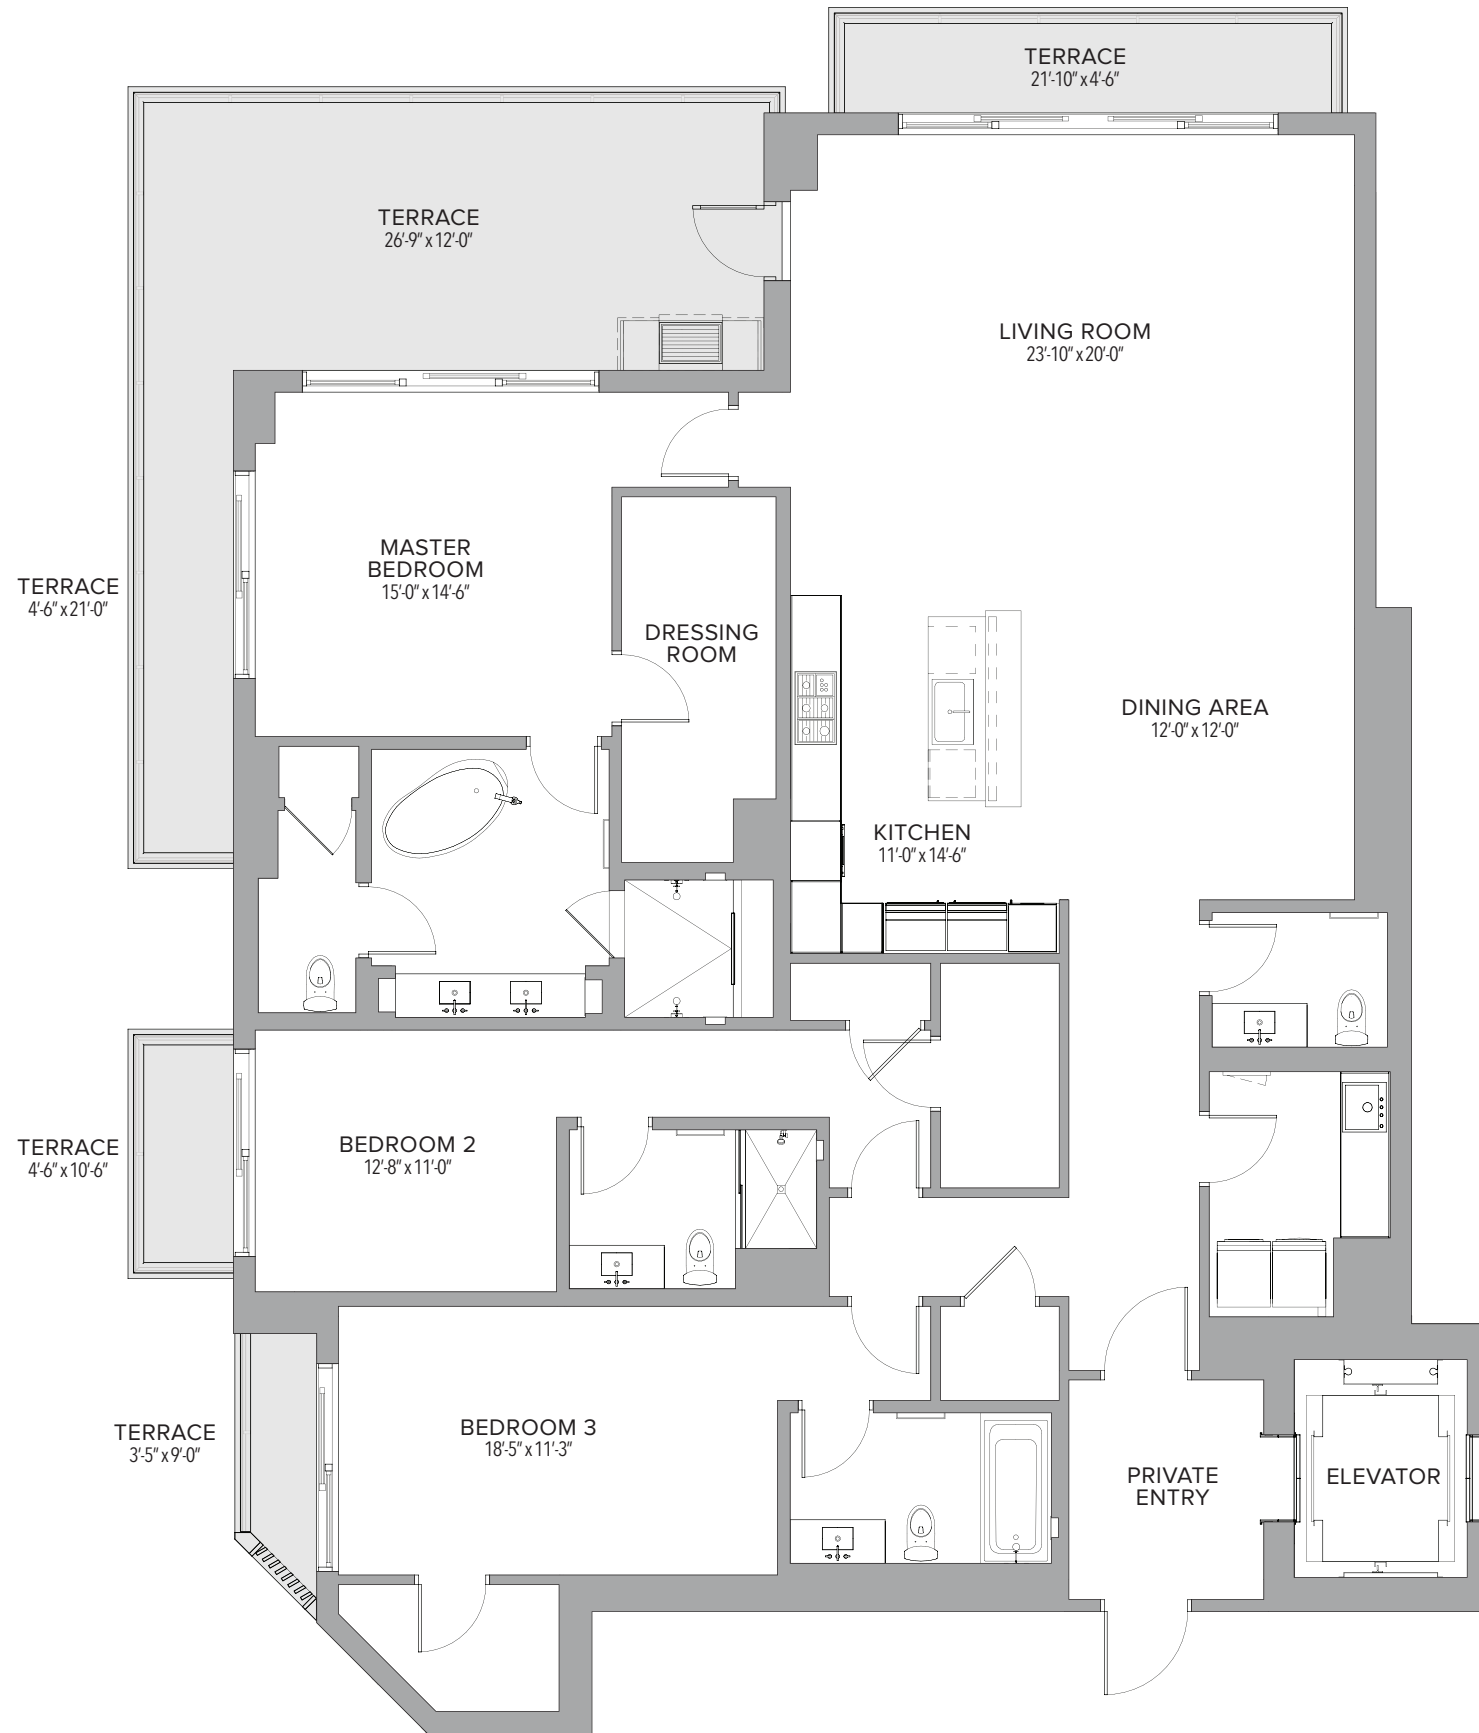 TERRACE
21'-10" x 4'-6"
TERRACE
26'-9" x 12'-0"
LIVING ROOM
23'-10" x 20'-0"
MASTER
BEDROOM
15'-0" x 14'-6"
TERRACE
4'-6" x 21'-0"
DRESSING
ROOM
DINING AREA
12'-0" x 12'-0"
KITCHEN
11'-0" x 14'-6"
TERRACE
4'-6" x 10'-6"
BEDROOM 2
12'-8" x 11'-0"
TERRACE
3'-5" x 9'-0"
BEDROOM 3
18'-5" x 11'-3"
PRIVATE
ENTRY
ELEVATOR